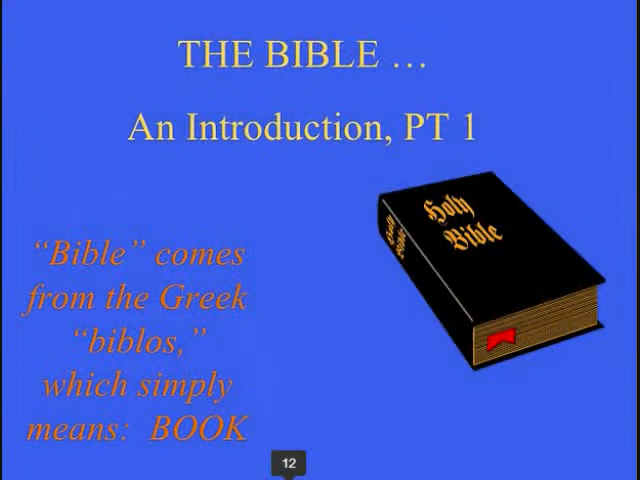 THE BIBLE …
An Introduction, PT 1
Holy
Bible
Holy
Bible
“Bible” comes
from the Greek
“biblos,”
which simply
means:  BOOK
12